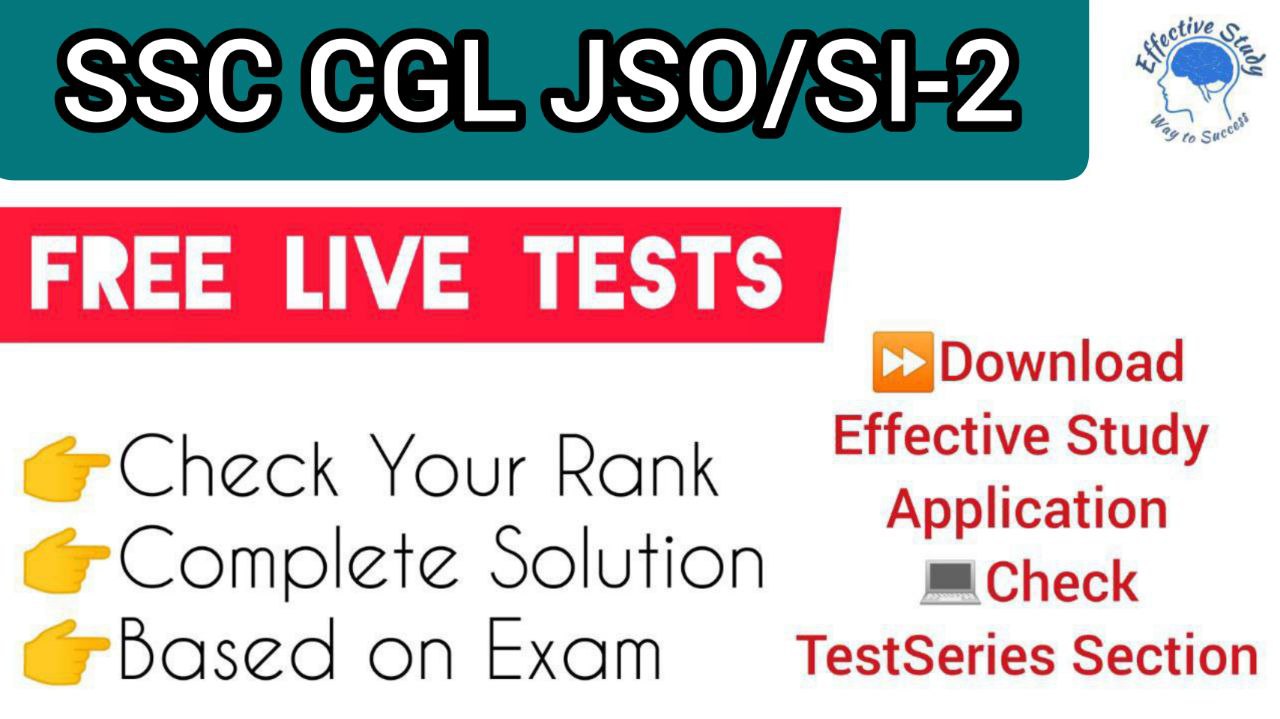 SSC CGL JSO/SI-2
Effective Study
Way to Success
FREE LIVE TESTS
👉Check Your Rank
👉Complete Solution
👉Based on Exam
⏩Download
Effective Study
Application
💻Check
TestSeries Section